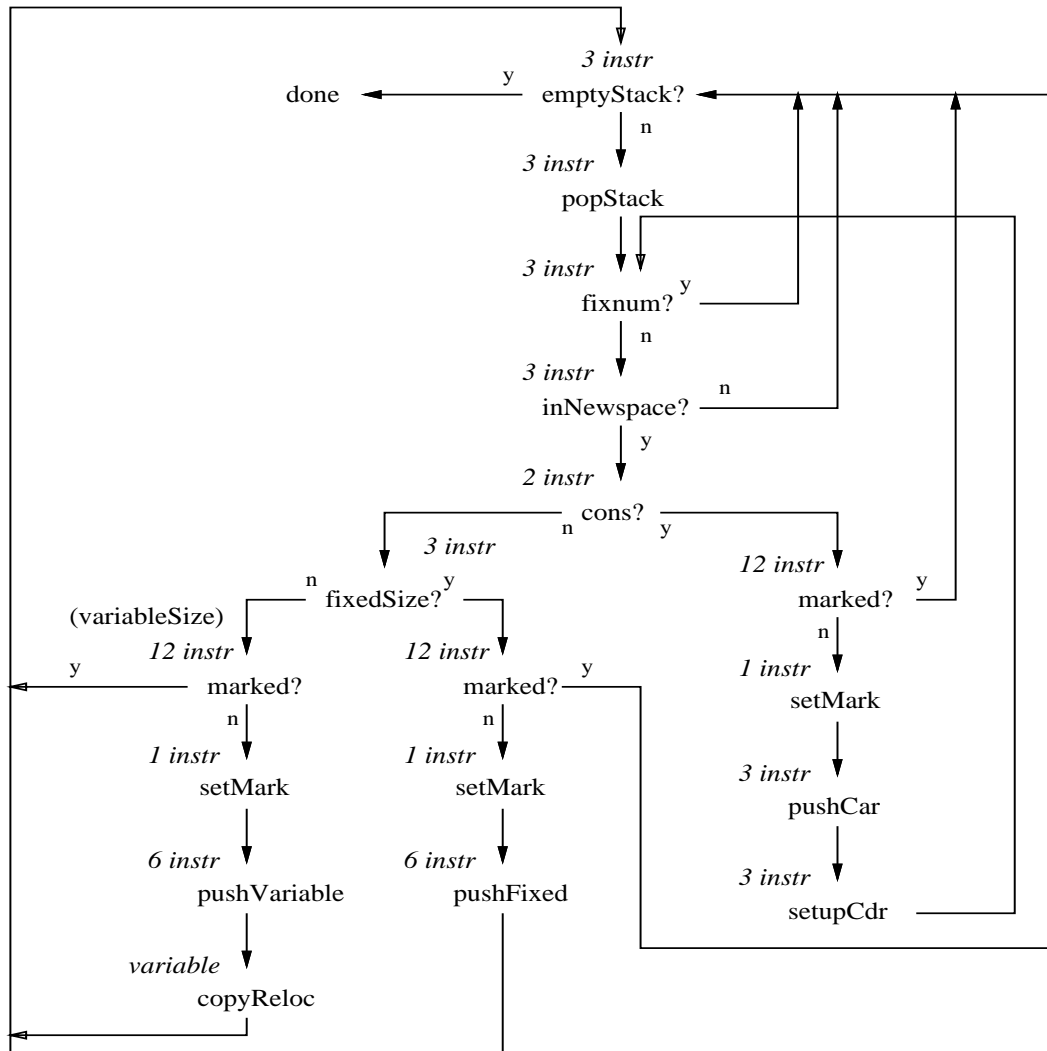 3 instr
y
done
emptyStack?
n
3 instr
popStack
3 instr
y
fixnum?
n
3 instr
n
inNewspace?
y
2 instr
cons?
n
y
3 instr
12 instr
n
y
y
fixedSize?
marked?
(variableSize)
n
12 instr
12 instr
1 instr
y
y
marked?
marked?
setMark
n
n
1 instr
1 instr
3 instr
setMark
setMark
pushCar
6 instr
6 instr
3 instr
pushVariable
pushFixed
setupCdr
variable
copyReloc